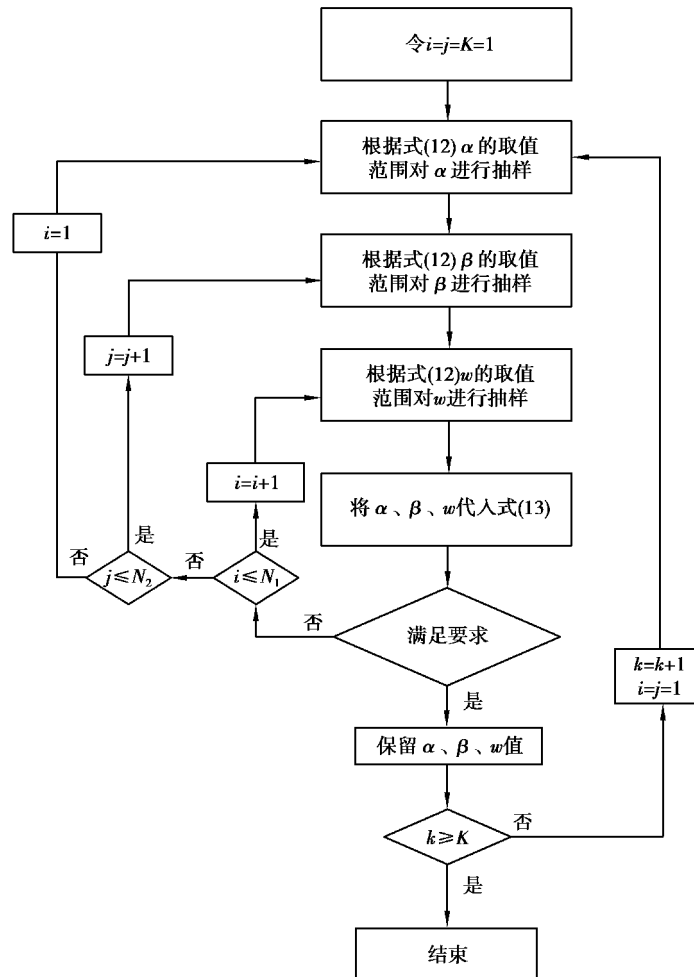 令i=j=K=1
根据式(12) α 的取值
范围对 α 进行抽样
i=1
根据式(12) β 的取值
范围对 β 进行抽样
j=j+1
根据式(12)w的取值
范围对w进行抽样
i=i+1
将 α 、β 、w代入式(13)
是
是
否
j≤N₂
否
i≤N₁
否
满足要求
k=k+1
i=j=1
是
保留 α 、β 、w值
否
k≥K
是
结束